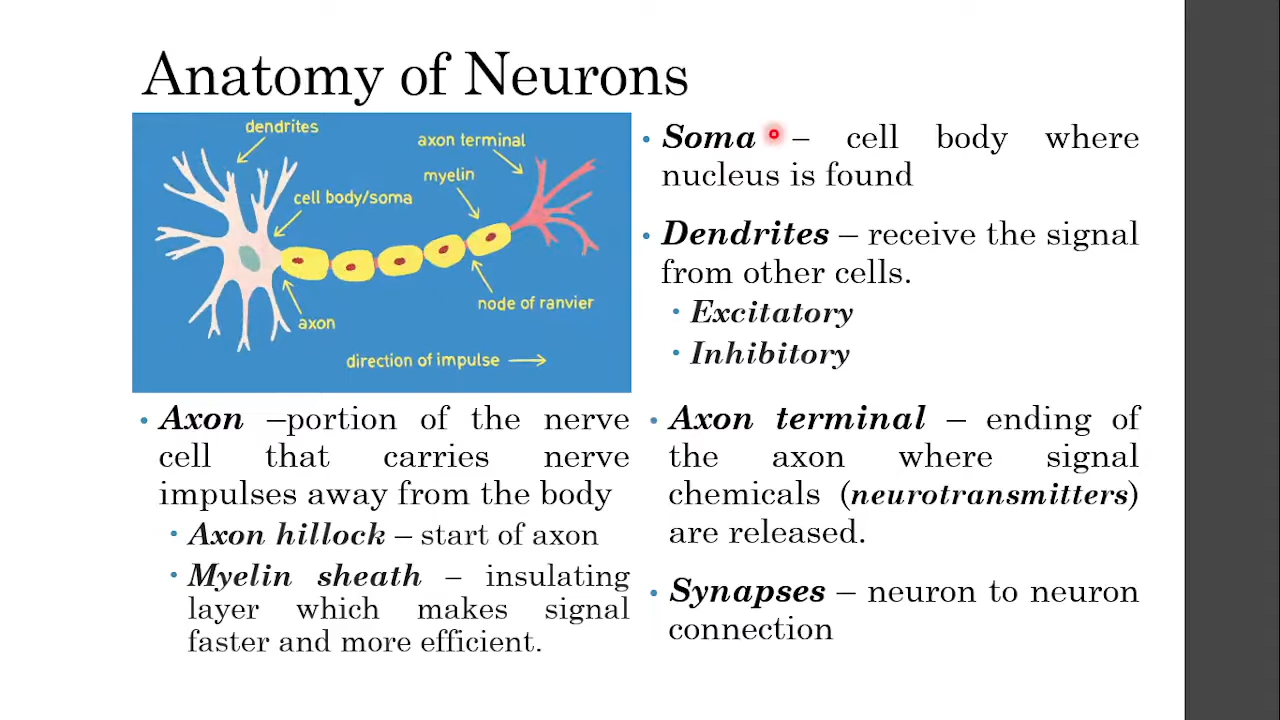 Anatomy of Neurons
dendrites
axon terminal
myelin
cell body/soma
node of ranvier
axon
direction of impulse
• Soma – cell body where
nucleus is found
• Dendrites – receive the signal
from other cells.
• Excitatory
• Inhibitory
• Axon –portion of the nerve
cell that carries nerve
impulses away from the body
• Axon hillock – start of axon
• Myelin sheath – insulating
layer which makes signal
faster and more efficient.
• Axon terminal – ending of
the axon where signal
chemicals (neurotransmitters)
are released.
• Synapses – neuron to neuron
connection